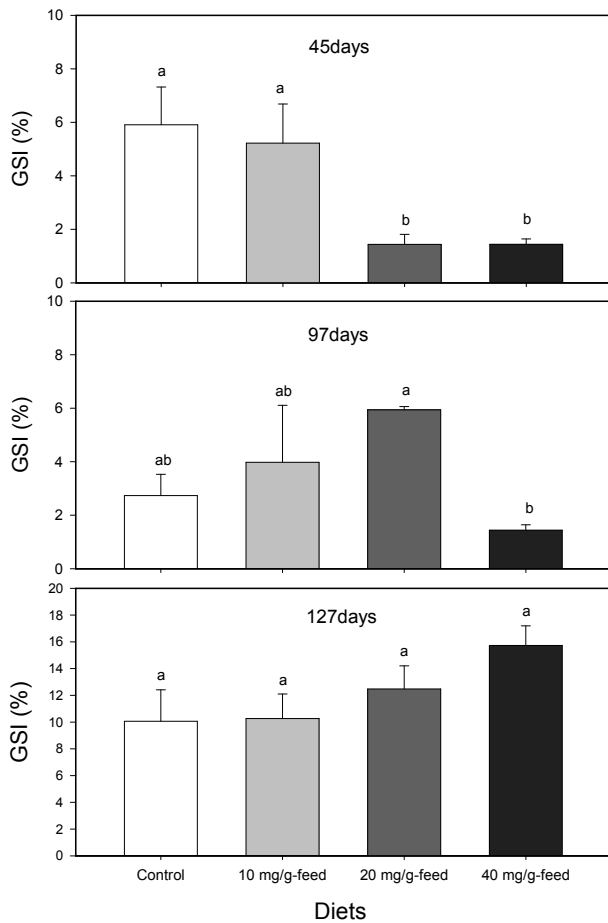 10
45days
8
a
a
6
GSI (%)
4
b
b
2
0
10
97days
8
ab
a
6
GSI (%)
ab
4
b
2
0
20
18
127days
a
16
14
a
a
a
12
GSI (%)
10
8
6
4
2
0
Control 10 mg/g-feed 20 mg/g-feed 40 mg/g-feed
Diets